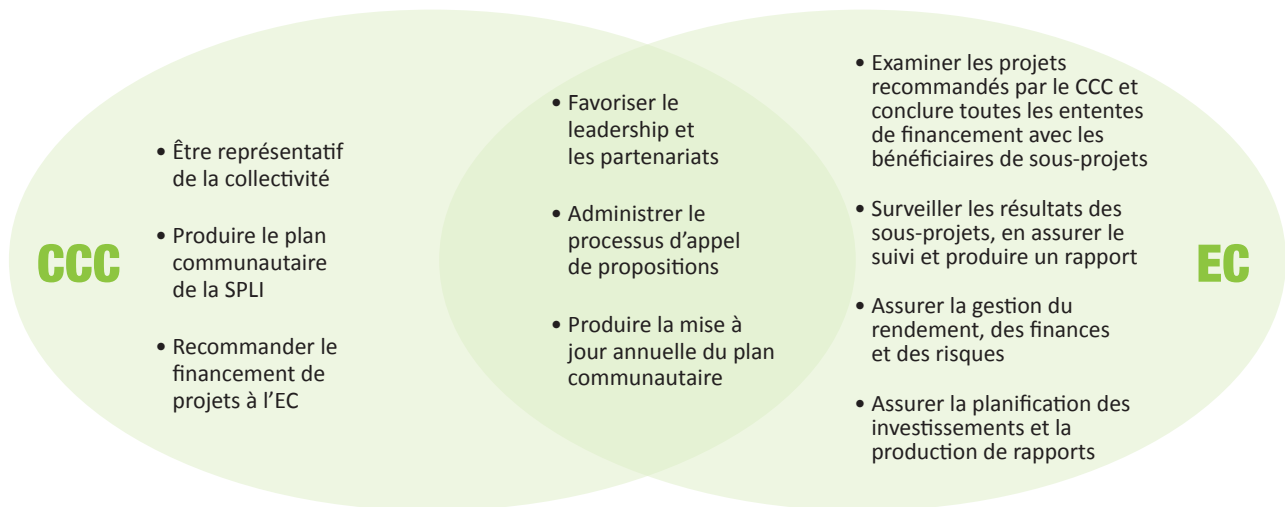 CCC
• Être représentatif
de la collectivité
• Produire le plan
communautaire
de la SPLI
• Recommander le
financement de
projets à l’EC
• Favoriser le
leadership et
les partenariats
• Administrer le
processus d’appel
de propositions
• Produire la mise à
jour annuelle du plan
communautaire
• Examiner les projets
recommandés par le CCC et
conclure toutes les ententes
de financement avec les
bénéficiaires de sous-projets
• Surveiller les résultats des
sous-projets, en assurer le
suivi et produire un rapport
• Assurer la gestion du
rendement, des finances
et des risques
• Assurer la planification des
investissements et la
production de rapports
EC